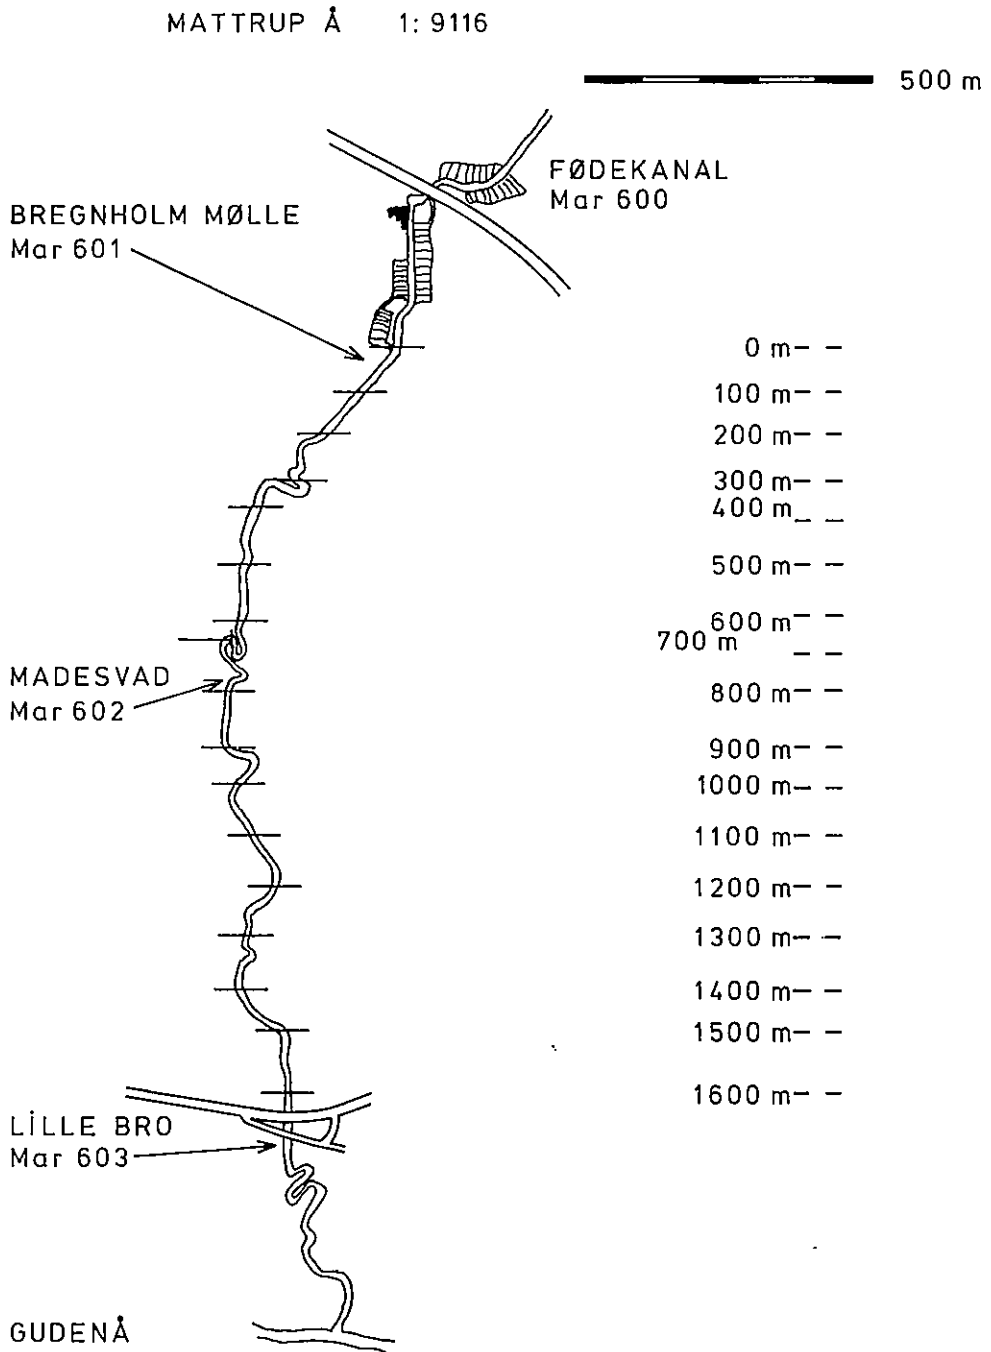 MATTRUP Å 1: 9116
500 m
FØDEKANAL
Mar 600
BREGNHOLM MØLLE
Mar 601
0 m
100 m
200 m
300 m
400 m
500 m
600 m
700 m
MADESVAD
Mar 602
800 m
900 m
1000 m
1100 m
1200 m
1300 m
1400 m
1500 m
1600 m
LILLE BRO
Mar 603
GUDENÅ